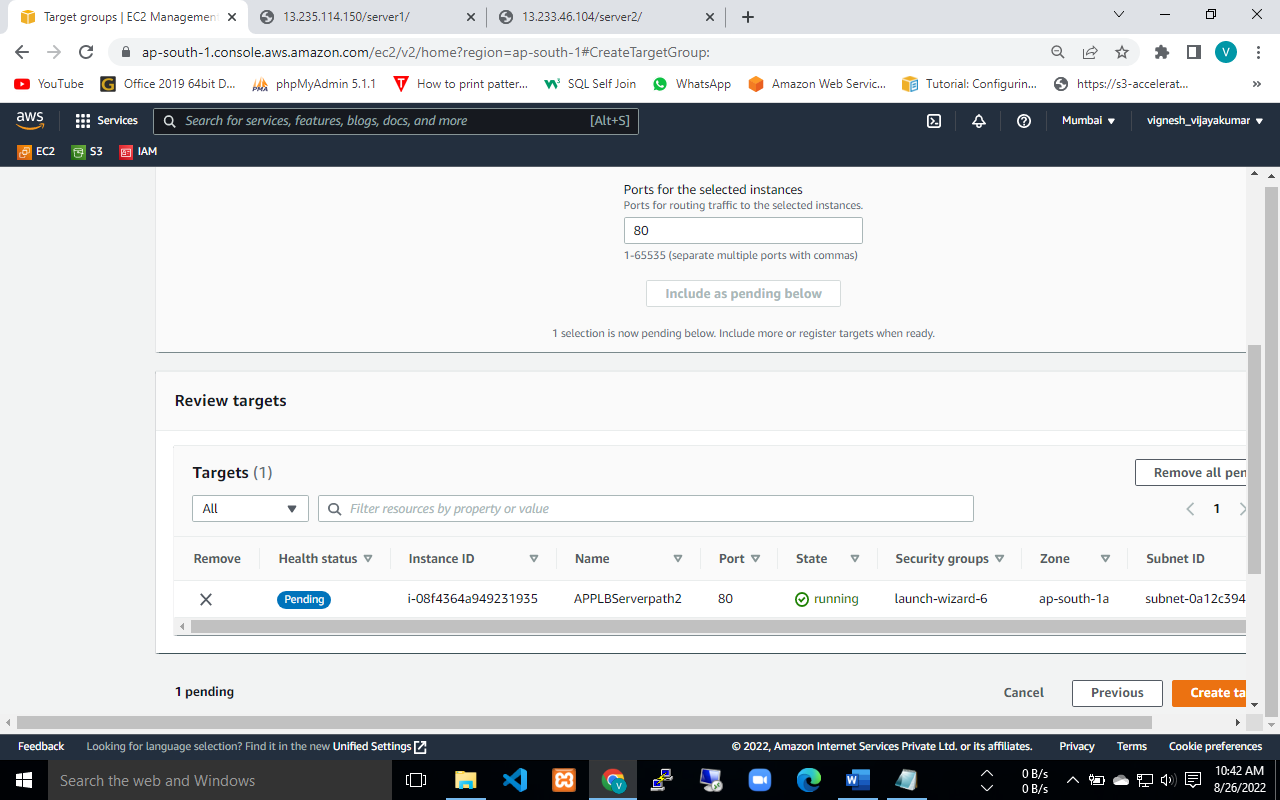 Target groups | EC2 Management
13.235.114.150/server1/
13.233.46.104/server2/
ap-south-1.console.aws.amazon.com/ec2/v2/home?region=ap-south-1#CreateTargetGroup:
V
YouTube
Office 2019 64bit D...
phpMyAdmin 5.1.1
How to print patter...
SQL Self Join
WhatsApp
Amazon Web Servic...
Tutorial: Configurin...
https://s3-accelerat...
aws
Services
Search for services, features, blogs, docs, and more
[Alt+S]
Mumbai
vignesh_vijayakumar
EC2
S3
IAM
Ports for the selected instances
Ports for routing traffic to the selected instances.
80
1-65535 (separate multiple ports with commas)
Include as pending below
1 selection is now pending below. Include more or register targets when ready.
Review targets
Targets (1)
Remove all pen
All
Filter resources by property or value
1
Remove
Health status
Instance ID
Name
Port
State
Security groups
Zone
Subnet ID
Pending
i-08f4364a949231935
APPLBServerpath2
80
running
launch-wizard-6
ap-south-1a
subnet-0a12c394
1 pending
Cancel
Previous
Create ta
Feedback
Looking for language selection? Find it in the new Unified Settings
© 2022, Amazon Internet Services Private Ltd. or its affiliates.
Privacy
Terms
Cookie preferences
Search the web and Windows
0 B/s
0 B/s
10:42 AM
8/26/2022